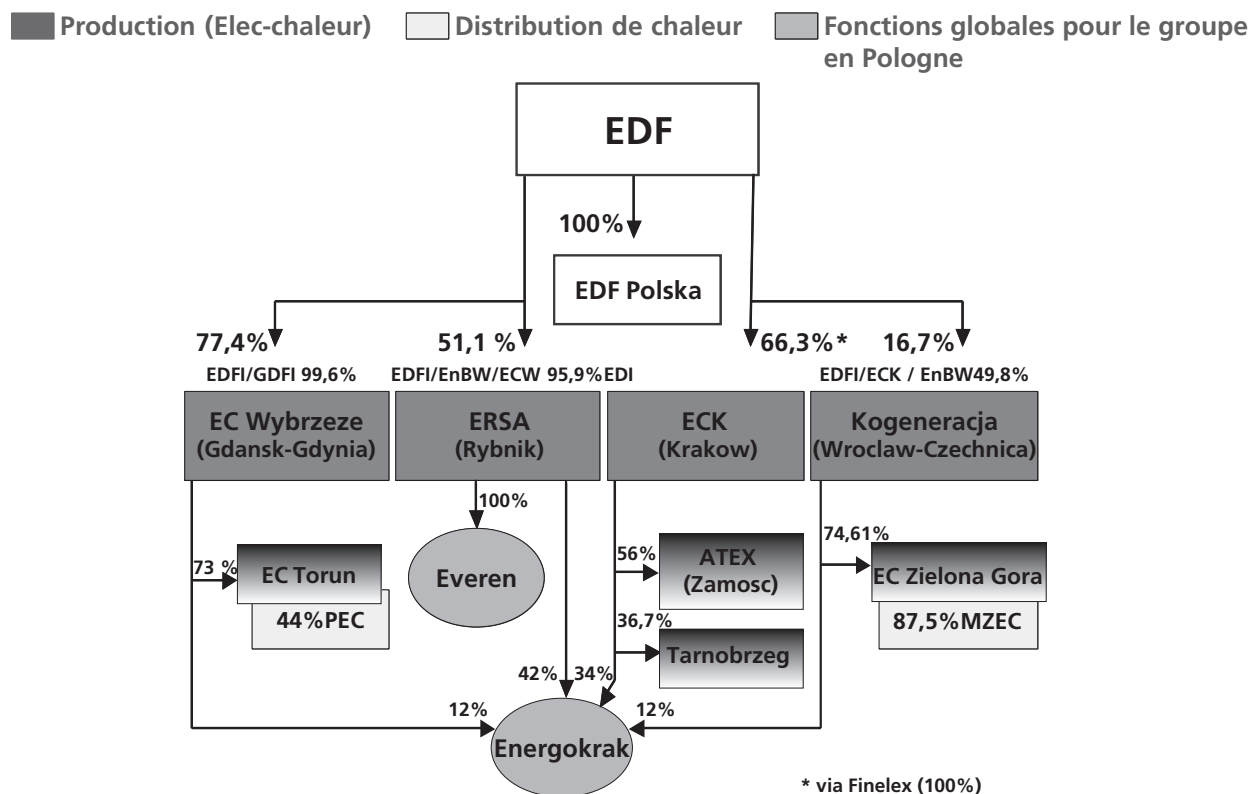 Production (Elec-chaleur)
Distribution de chaleur
Fonctions globales pour le groupe
en Pologne
EDF
100%
EDF Polska
77,4%
51,1 %
66,3%*
16,7%
EDFI/GDFI 99,6%
EDFI/EnBW/ECW 95,9%EDI
EDFI/ECK / EnBW49,8%
EC Wybrzeze
(Gdansk-Gdynia)
ERSA
(Rybnik)
ECK
(Krakow)
Kogeneracja
(Wroclaw-Czechnica)
100%
73 %
EC Torun
44%PEC
Everen
56%
ATEX
(Zamosc)
74,61%
EC Zielona Gora
87,5%MZEC
36,7%
Tarnobrzeg
42%
34%
12%
12%
Energokrak
* via Finelex (100%)